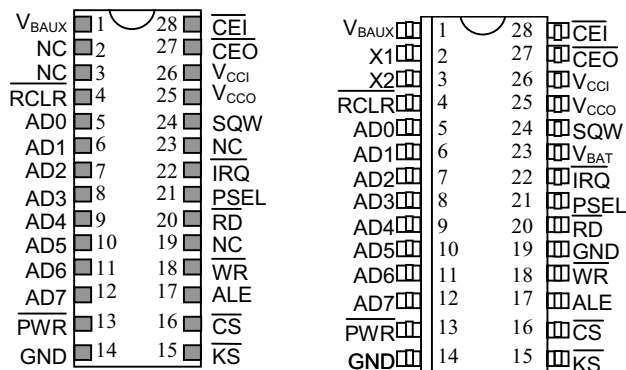 VBAUX 1 28 CEI
NC 2 27 CEO
NC 3 26 VCCI
RCLR 4 25 VCCO
AD0 5 24 SQW
AD1 6 23 NC
AD2 7 22 IRQ
AD3 8 21 PSEL
AD4 9 20 RD
AD5 10 19 NC
AD6 11 18 WR
AD7 12 17 ALE
PWR 13 16 CS
GND 14 15 KS
VBAUX 1 28 CEI
X1 2 27 CEO
X2 3 26 VCCI
RCLR 4 25 VCCO
AD0 5 24 SQW
AD1 6 23 VBAT
AD2 7 22 IRQ
AD3 8 21 PSEL
AD4 9 20 RD
AD5 10 19 GND
AD6 11 18 WR
AD7 12 17 ALE
PWR 13 16 CS
GND 14 15 KS